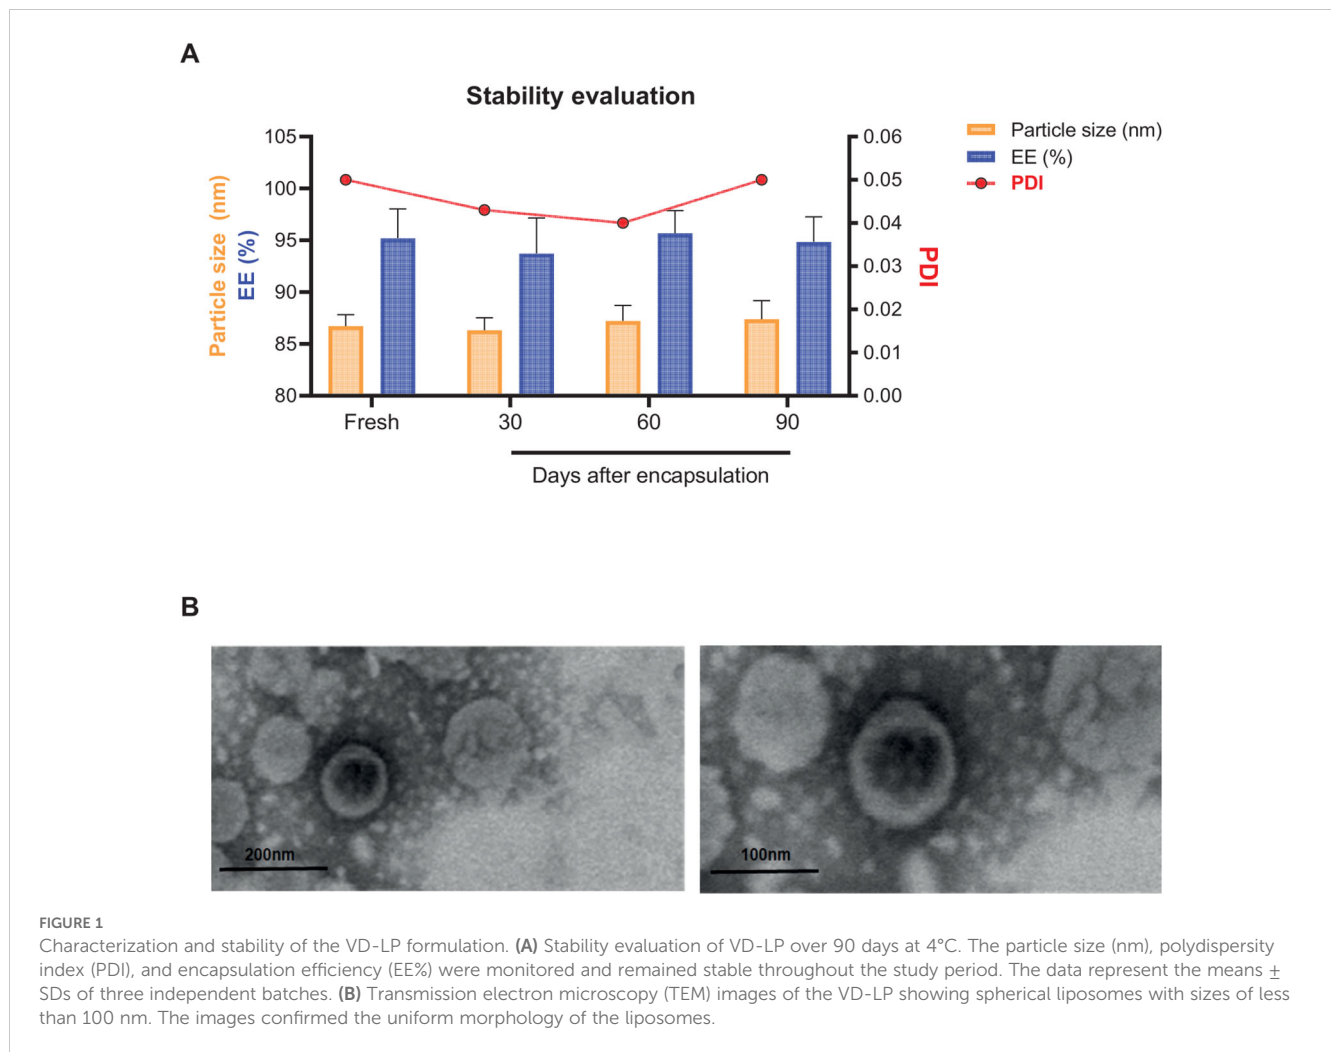 A
Stability evaluation
Particle size (nm)
EE (%)
105
100
95
90
85
80
0.06
0.05
0.04
0.03
0.02
0.01
0.00
PDI
Particle size (nm)
EE (%)
PDI
Fresh 30 60 90
Days after encapsulation
B
200nm
100nm
FIGURE 1
Characterization and stability of the VD-LP formulation. (A) Stability evaluation of VD-LP over 90 days at 4°C. The particle size (nm), polydispersity
index (PDI), and encapsulation efficiency (EE%) were monitored and remained stable throughout the study period. The data represent the means ±
SDs of three independent batches. (B) Transmission electron microscopy (TEM) images of the VD-LP showing spherical liposomes with sizes of less
than 100 nm. The images confirmed the uniform morphology of the liposomes.